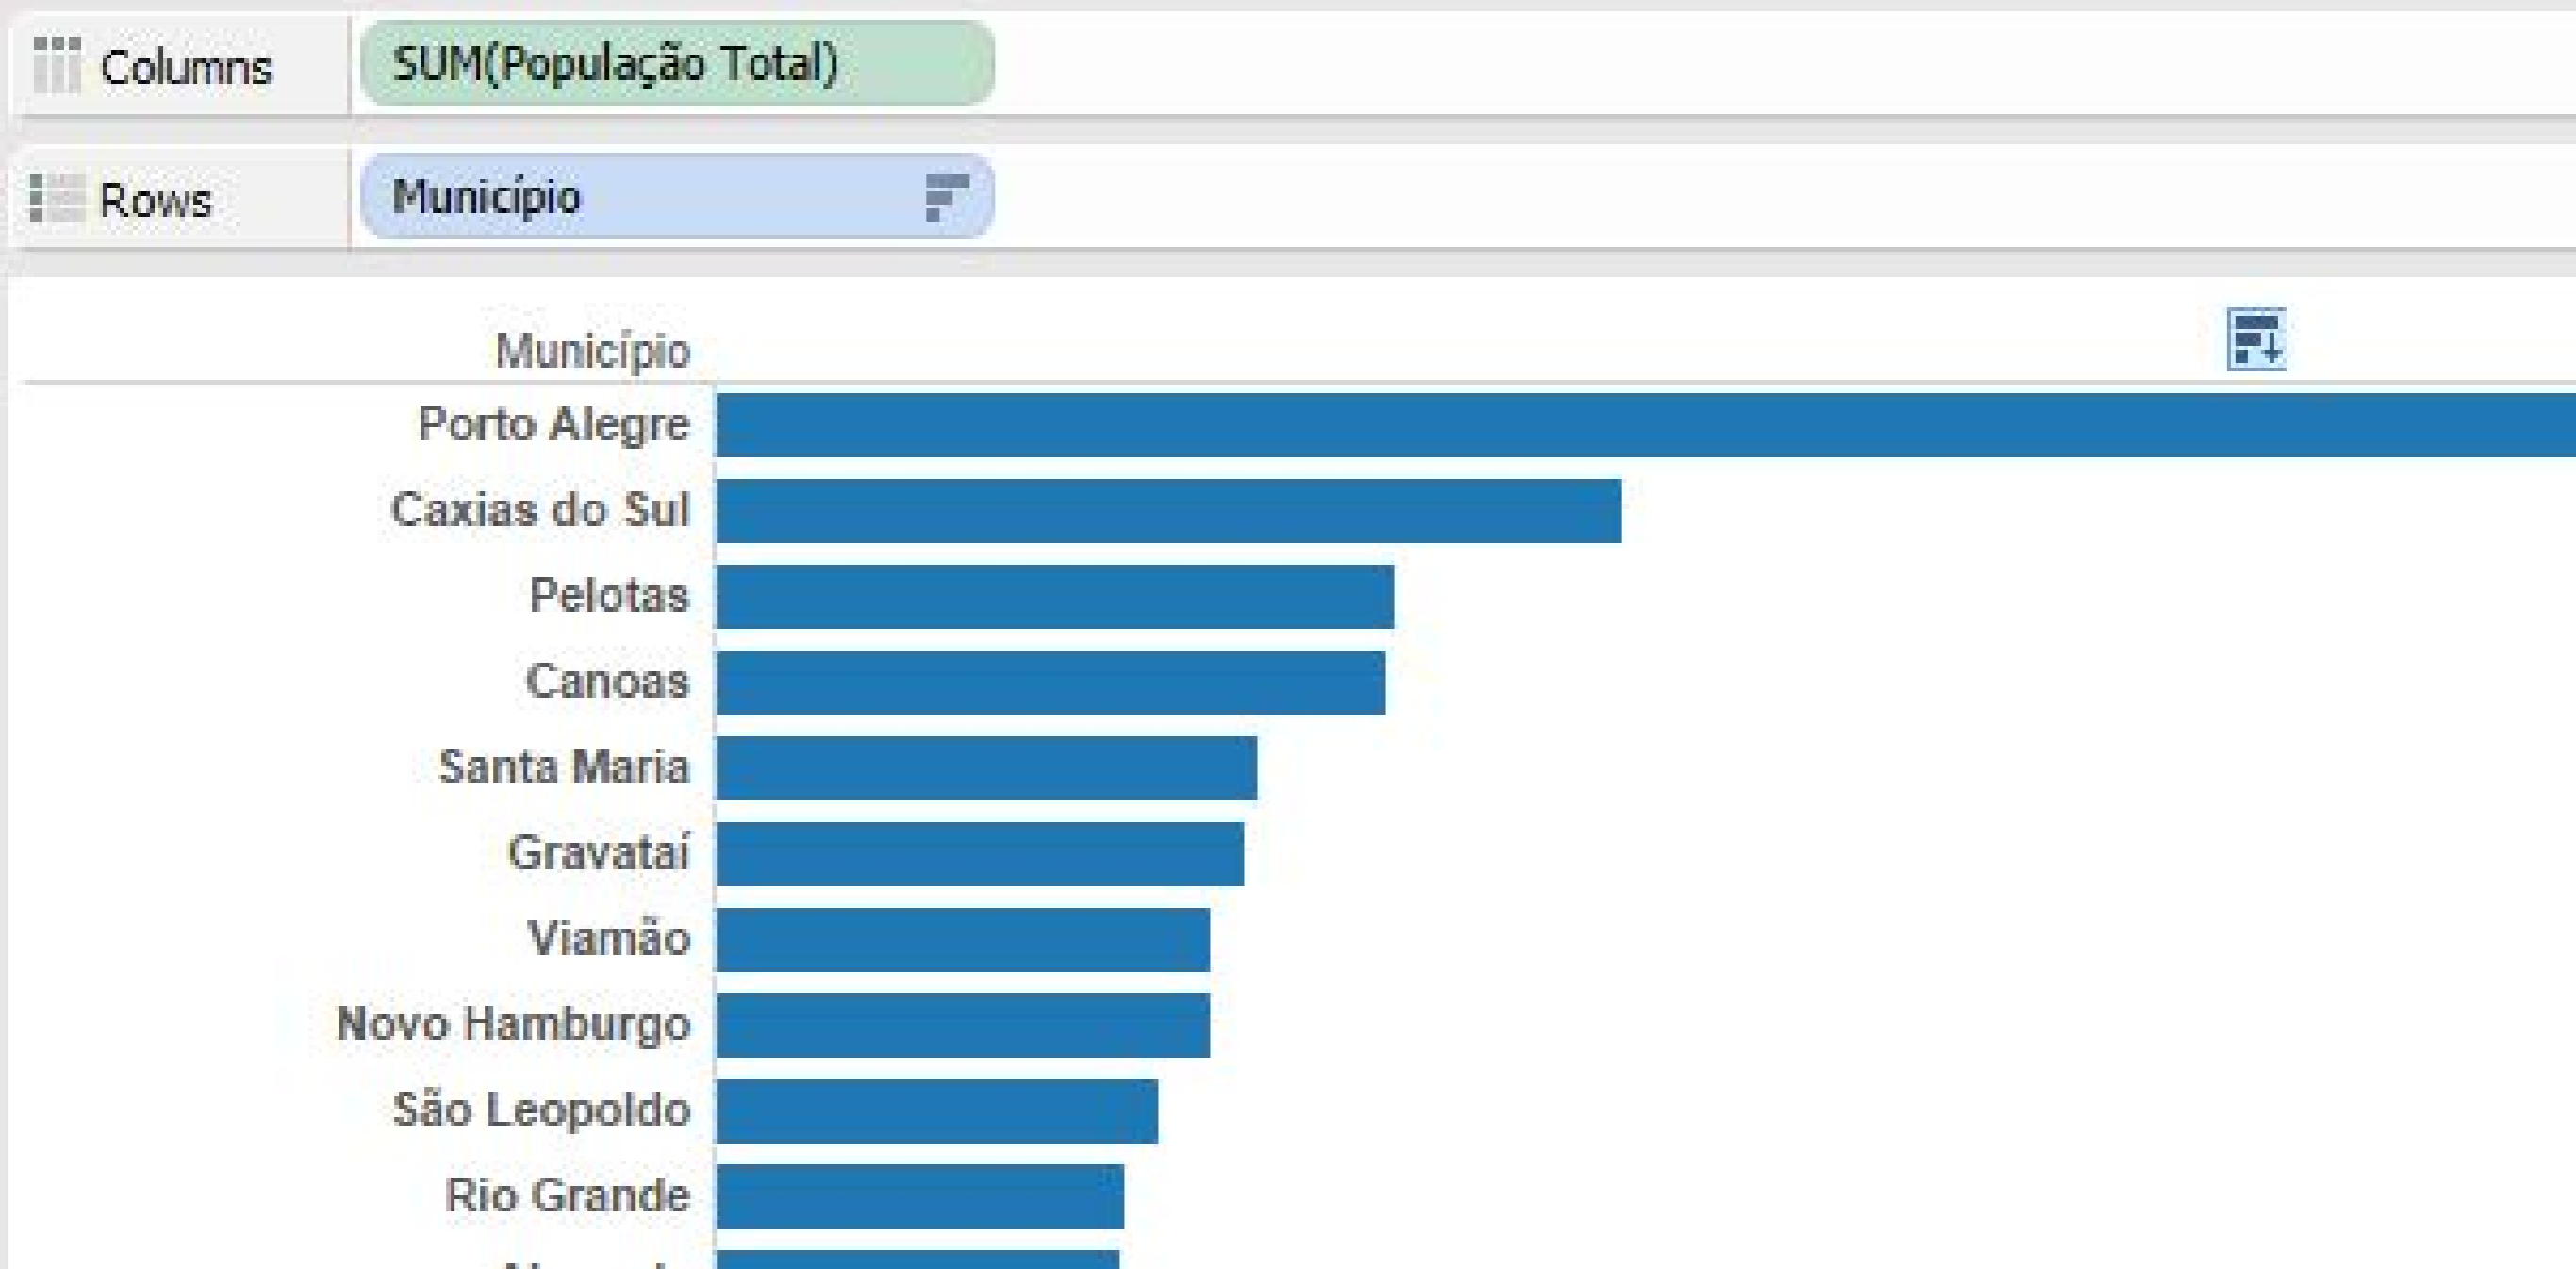 Columns SUM(População Total)
Rows Município
Município
Porto Alegre
Caxias do Sul
Pelotas
Canoas
Santa Maria
Gravataí
Viamão
Novo Hamburgo
São Leopoldo
Rio Grande